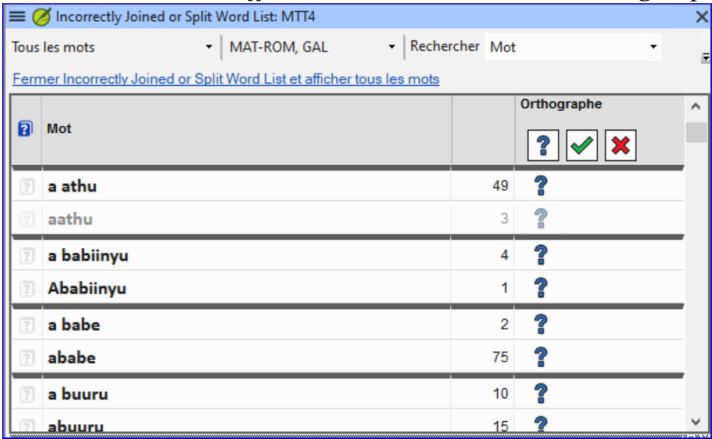 Incorrectly Joined or Split Word List: MTT4
Tous les mots MAT-ROM, GAL Rechercher Mot
Fermer Incorrectly Joined or Split Word List et afficher tous les mots
Mot Orthographe
a athu 49
aathu 3
a babiinyu 4
Ababiinyu 1
a babe 2
ababe 75
a buuru 10
abuuru 15